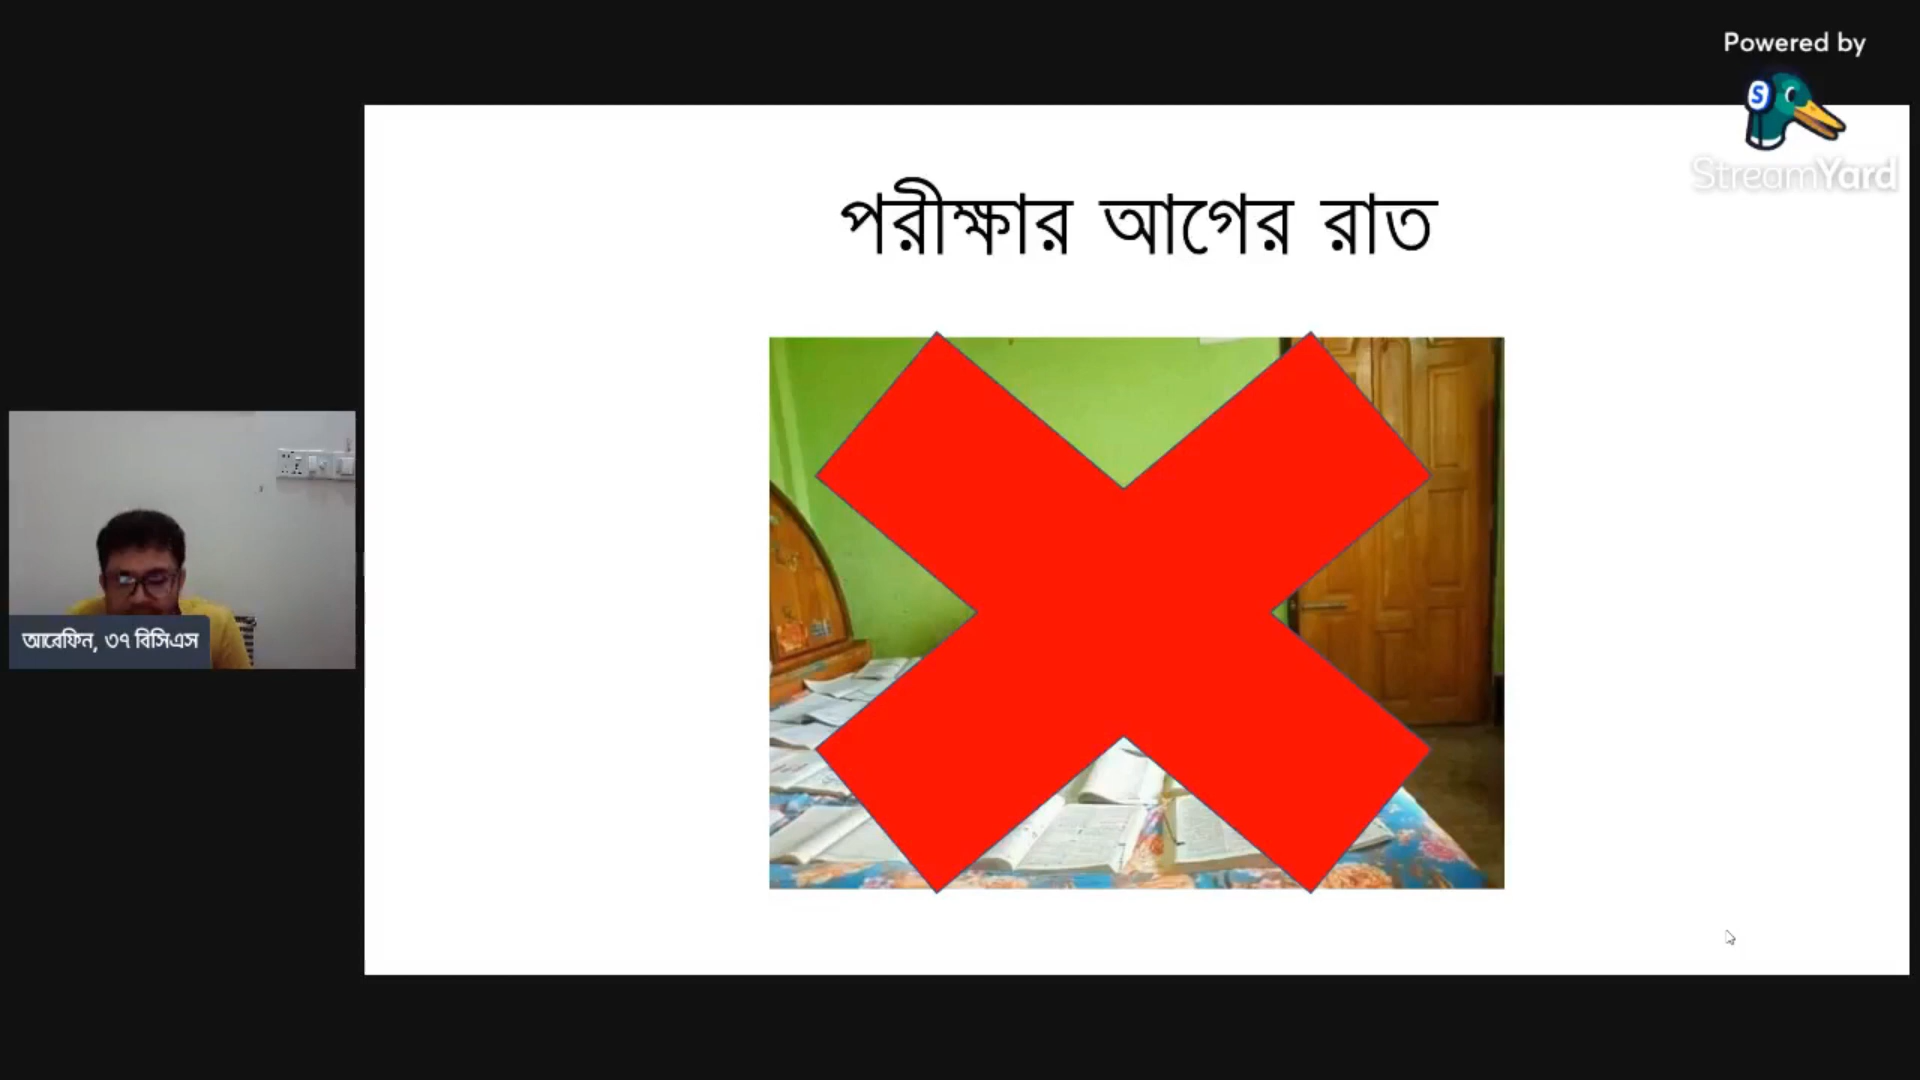 Powered by
StreamYard
পরীক্ষার আগের রাত
আরেফিন, ৩৭ বিসিএস